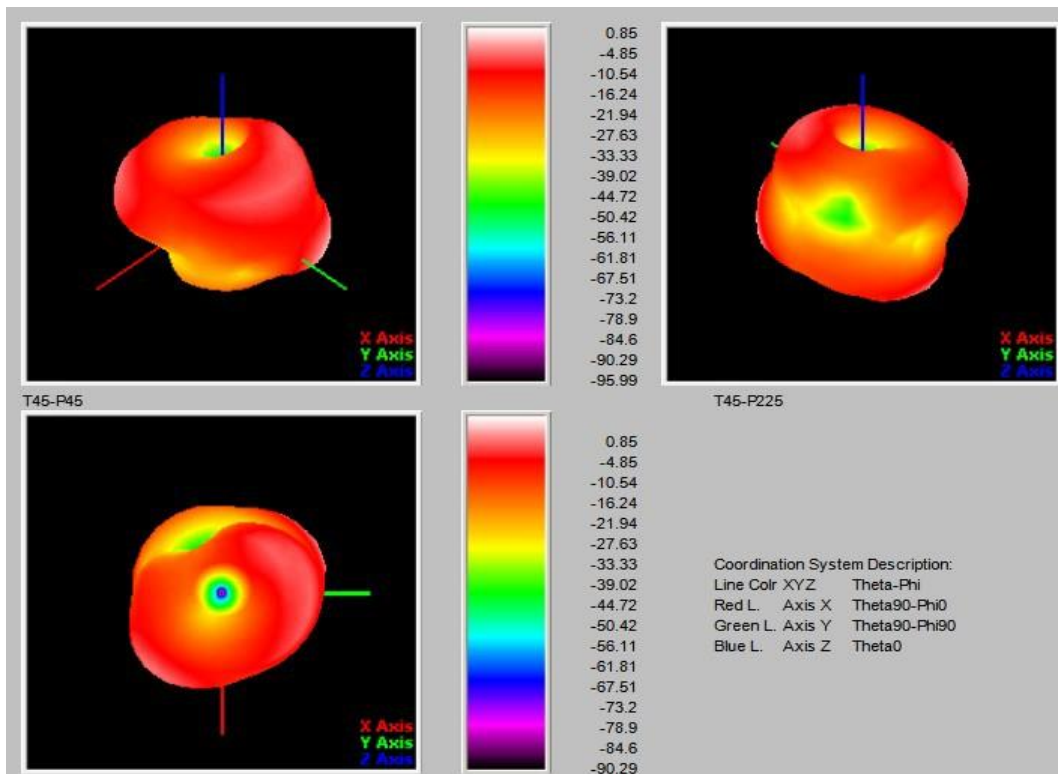 0.85
-4.85
-10.54
-16.24
-21.94
-27.63
-33.33
-39.02
-44.72
-50.42
-56.11
-61.81
-67.51
-73.2
-78.9
-84.6
-90.29
-95.99
X Axis
Y Axis
Z Axis
X Axis
Y Axis
Z Axis
T45-P45
T45-P225
0.85
-4.85
-10.54
-16.24
-21.94
-27.63
-33.33
-39.02
-44.72
-50.42
-56.11
-61.81
-67.51
-73.2
-78.9
-84.6
-90.29
X Axis
Y Axis
Z Axis
Coordination System Description:
Line Colr XYZ Theta-Phi
Red L. Axis X Theta90-Phi0
Green L. Axis Y Theta90-Phi90
Blue L. Axis Z Theta0